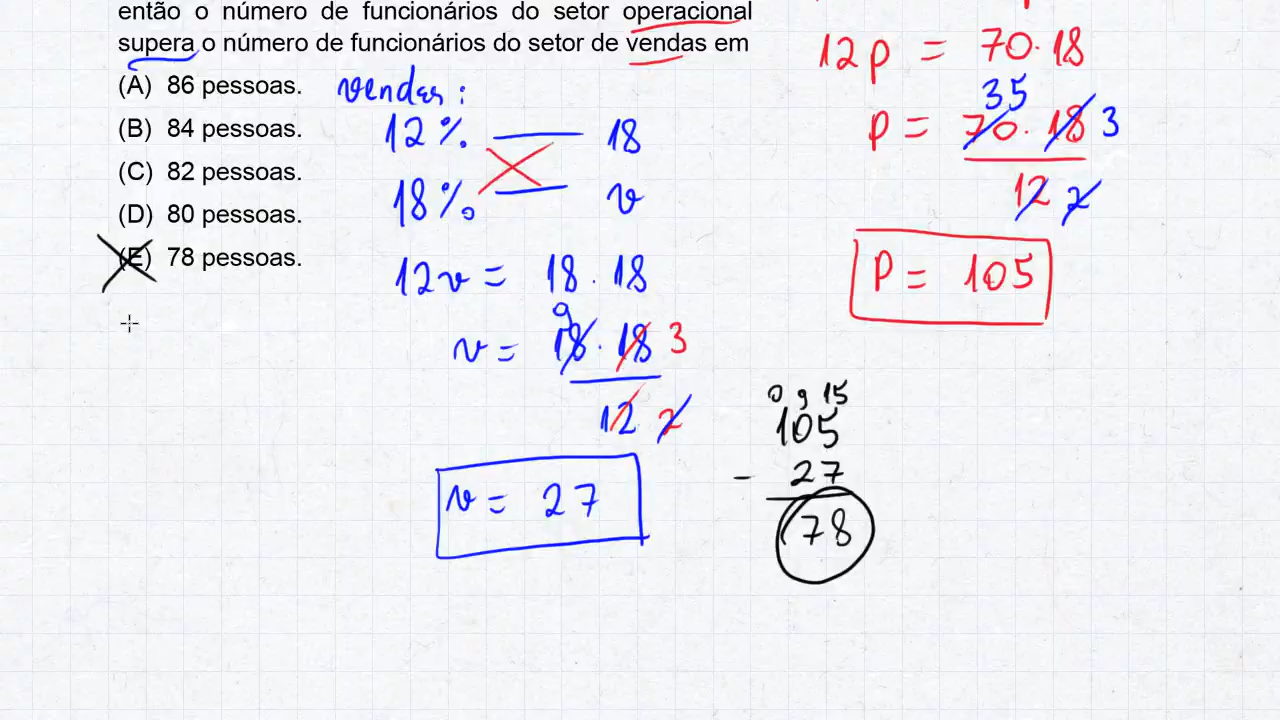 então o número de funcionários do setor operacional
supera o número de funcionários do setor de vendas em
(A) 86 pessoas.
(B) 84 pessoas.
(C) 82 pessoas.
(D) 80 pessoas.
(E) 78 pessoas.
vendas:
12% 18
18% v
12v = 18 . 18
9
v = 18 . 18 3
12 2
v = 27
12p = 70.18
35
P = 70 . 18 3
12 2
P = 105
0 9 15
105
- 27
78